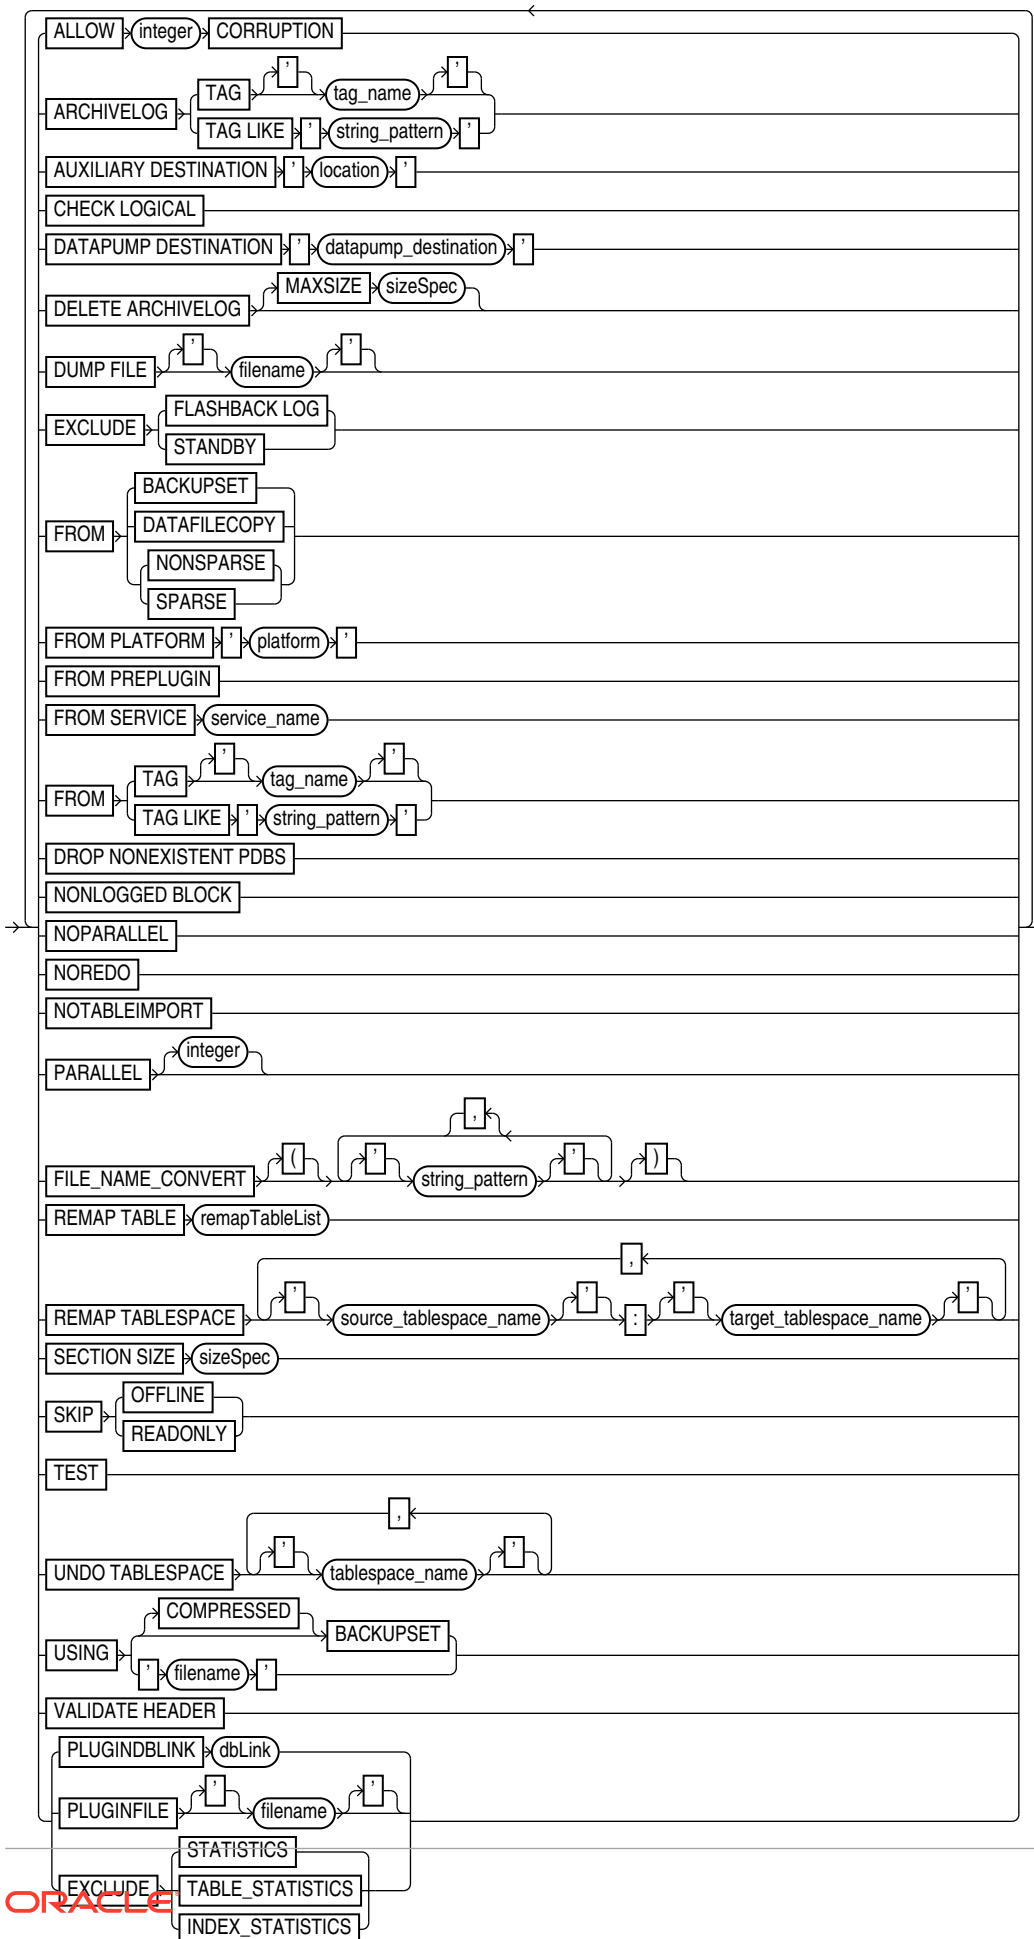 ALLOW integer CORRUPTION
' '
TAG tag_name
ARCHIVELOG
TAG LIKE ' string_pattern '
AUXILIARY DESTINATION ' location '
CHECK LOGICAL
DATAPUMP DESTINATION ' datapump_destination '
MAXSIZE sizeSpec
DELETE ARCHIVELOG
' '
DUMP FILE filename
FLASHBACK LOG
EXCLUDE
STANDBY
BACKUPSET
DATAFILECOPY
FROM
NONSPARSE
SPARSE
FROM PLATFORM ' platform '
FROM PREPLUGIN
FROM SERVICE service_name
' '
TAG tag_name
FROM
TAG LIKE ' string_pattern '
DROP NONEXISTENT PDBS
NONLOGGED BLOCK
NOPARALLEL
NOREDO
NOTABLEIMPORT
integer
PARALLEL
,
( ' ' )
FILE_NAME_CONVERT string_pattern
REMAP TABLE remapTableList
,
' ' ' '
REMAP TABLESPACE source_tablespace_name : target_tablespace_name
SECTION SIZE sizeSpec
OFFLINE
SKIP
READONLY
TEST
,
' '
UNDO TABLESPACE tablespace_name
COMPRESSED
BACKUPSET
USING
' filename '
VALIDATE HEADER
PLUGINDBLINK dbLink
' '
PLUGINFILE filename
STATISTICS
EXCLUDE TABLE_STATISTICS
ORACLE
INDEX_STATISTICS